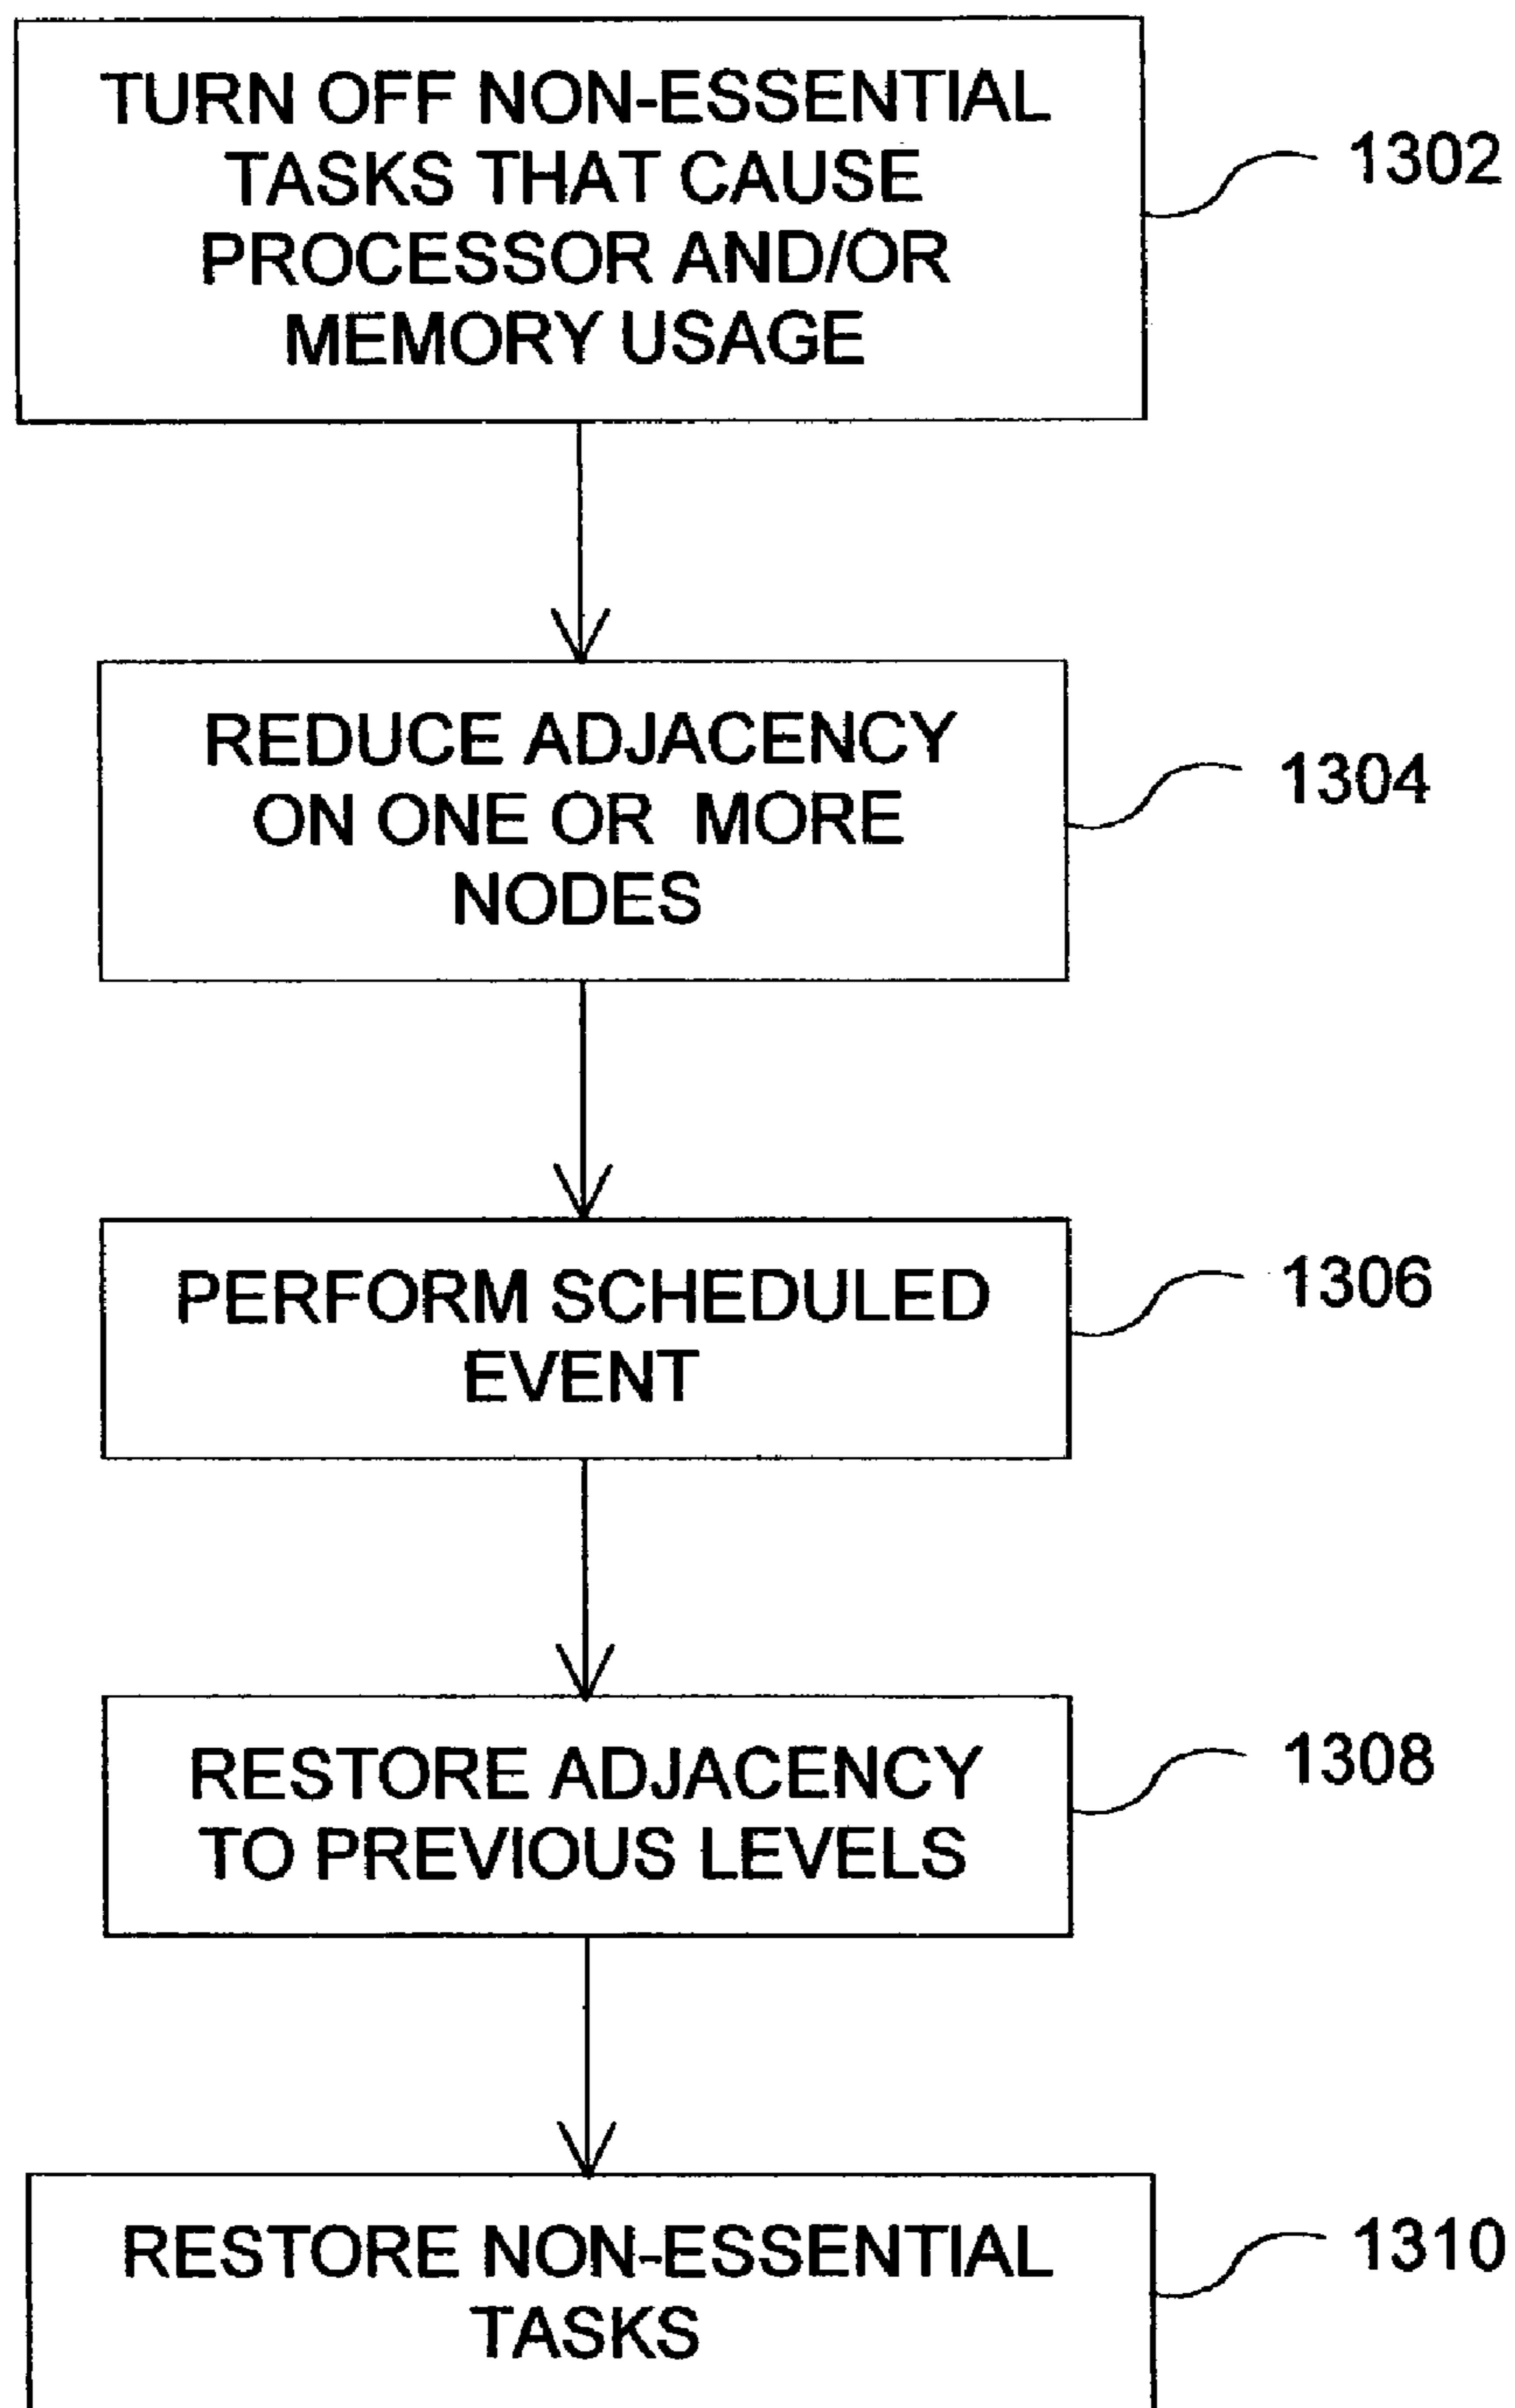 TURN OFF NON-ESSENTIAL
TASKS THAT CAUSE
PROCESSOR AND/OR
MEMORY USAGE
1302
REDUCE ADJACENCY
ON ONE OR MORE
NODES
1304
PERFORM SCHEDULED
EVENT
1306
RESTORE ADJACENCY
TO PREVIOUS LEVELS
1308
RESTORE NON-ESSENTIAL
TASKS
1310